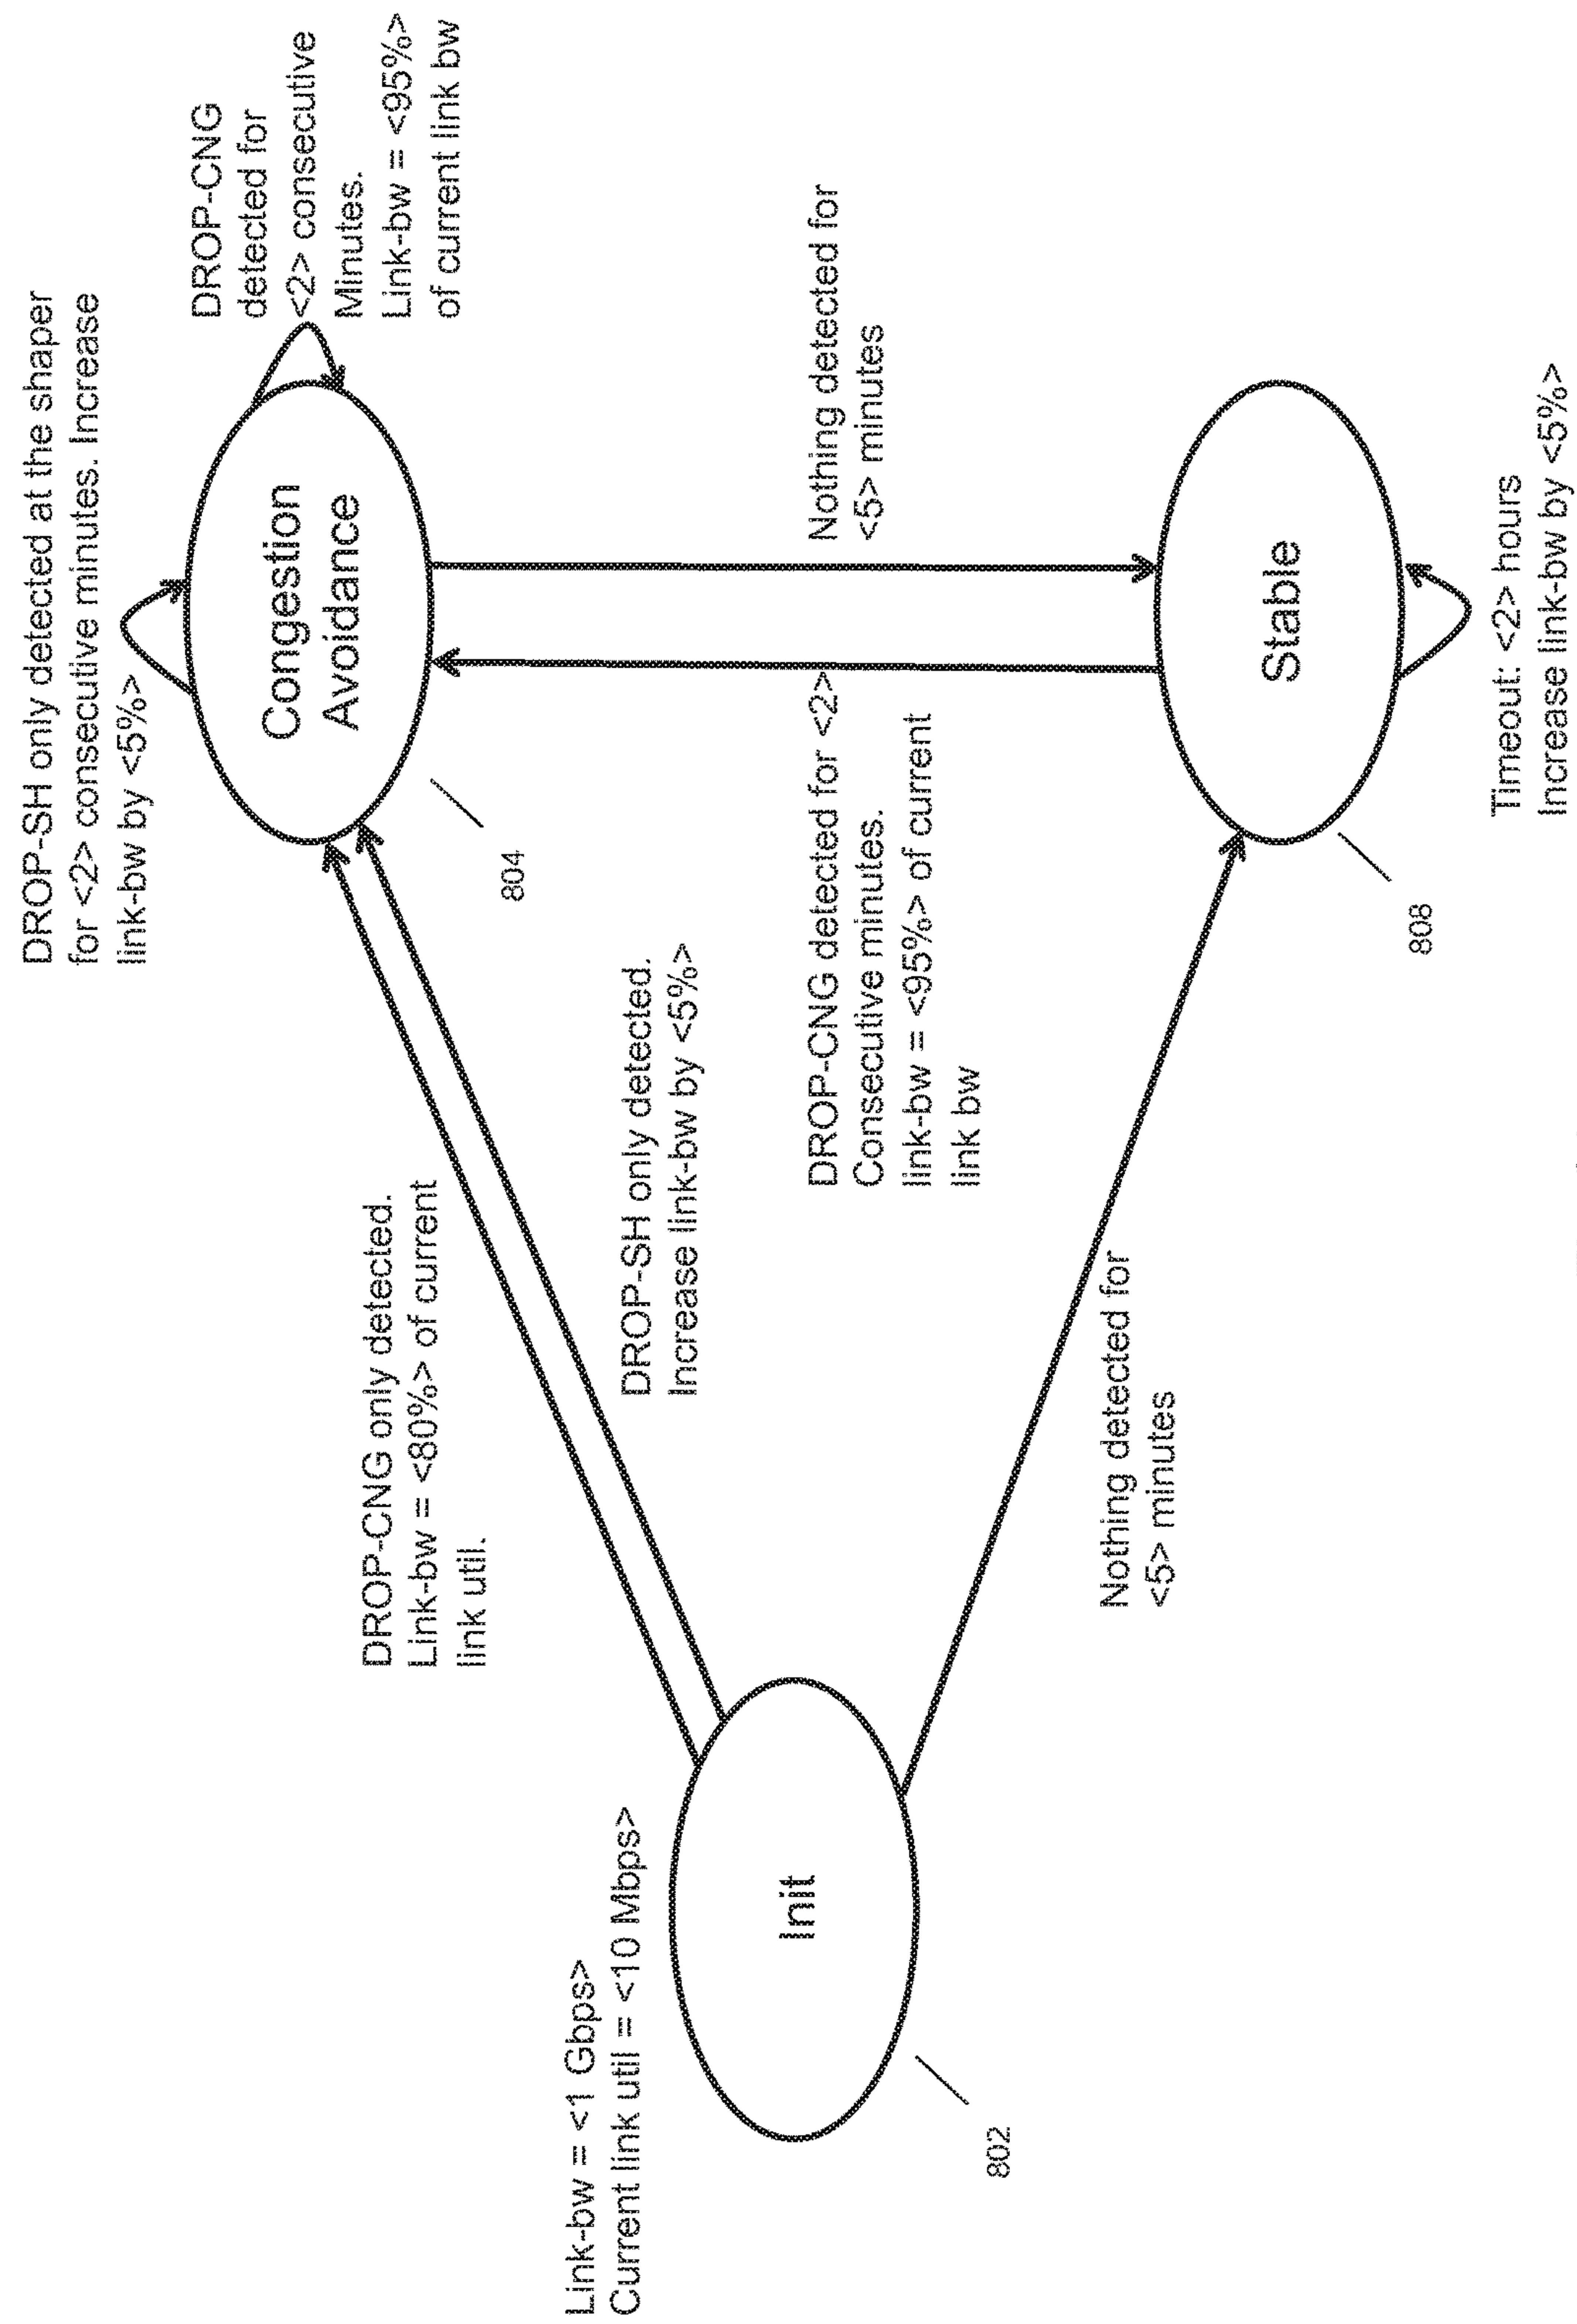 DROP-SH only detected at the shaper
for <2> consecutive minutes. Increase
link-bw by <5%>
DROP-CNG
detected for
<2> consecutive
Minutes.
Link-bw = <95%>
of current link bw
Congestion
Avoidance
804
DROP-CNG only detected.
Link-bw = <80%> of current
link util.
DROP-SH only detected.
Increase link-bw by <5%>
Link-bw = <1 Gbps>
Current link util = <10 Mbps>
Init
802
DROP-CNG detected for <2>
Consecutive minutes.
link-bw = <95%> of current
link bw
Nothing detected for
<5> minutes
Nothing detected for
<5> minutes
Stable
808
Timeout: <2> hours
Increase link-bw by <5%>